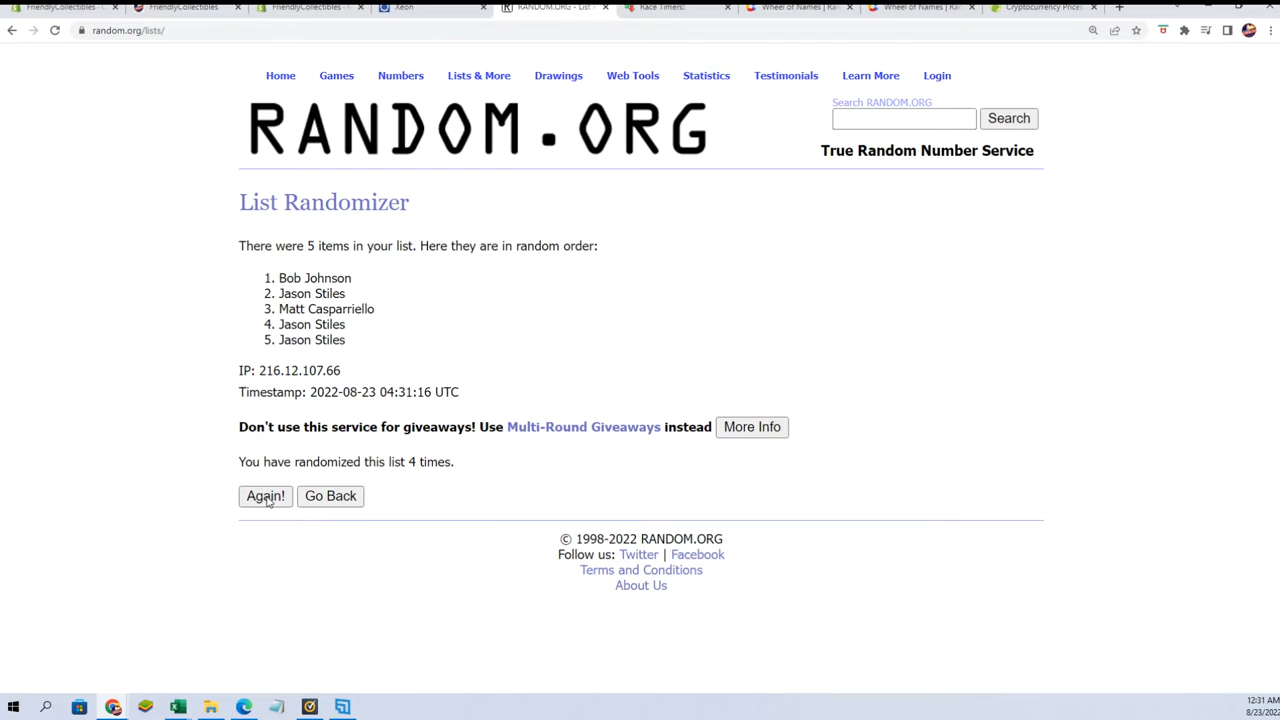 FriendlyCollectibles - C
FriendlyCollectibles
FriendlyCollectibles -
Xeon
RANDOM.ORG - List
Race Timers!
Wheel of Names | Ra
Wheel of Names | Ra
Cryptocurrency Price
random.org/lists/
Home Games Numbers Lists & More Drawings Web Tools Statistics Testimonials Learn More Login
RANDOM.ORG
Search RANDOM.ORG
Search
True Random Number Service
List Randomizer
There were 5 items in your list. Here they are in random order:
1. Bob Johnson
2. Jason Stiles
3. Matt Casparriello
4. Jason Stiles
5. Jason Stiles
IP: 216.12.107.66
Timestamp: 2022-08-23 04:31:16 UTC
Don't use this service for giveaways! Use Multi-Round Giveaways instead More Info
You have randomized this list 4 times.
Again! Go Back
© 1998-2022 RANDOM.ORG
Follow us: Twitter | Facebook
Terms and Conditions
About Us
12:31 AM
8/23/2022